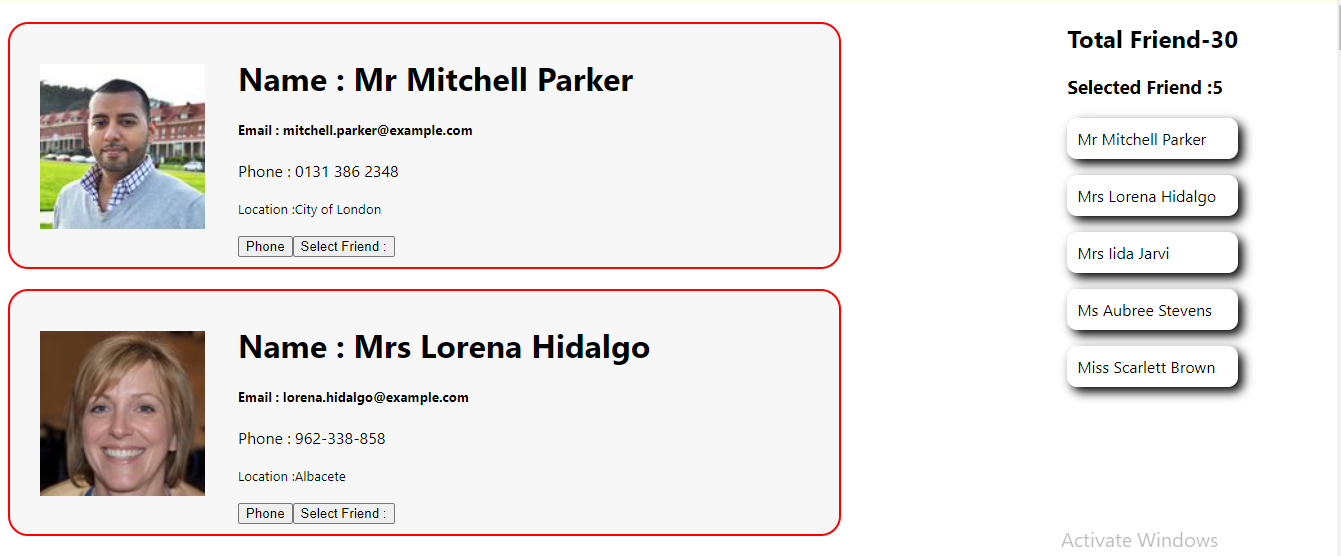 Name : Mr Mitchell Parker
Email : mitchell.parker@example.com
Phone : 0131 386 2348
Location :City of London
Phone Select Friend :
Name : Mrs Lorena Hidalgo
Email : lorena.hidalgo@example.com
Phone : 962-338-858
Location :Albacete
Phone Select Friend :
Total Friend-30
Selected Friend :5
Mr Mitchell Parker
Mrs Lorena Hidalgo
Mrs Iida Jarvi
Ms Aubree Stevens
Miss Scarlett Brown
Activate Windows